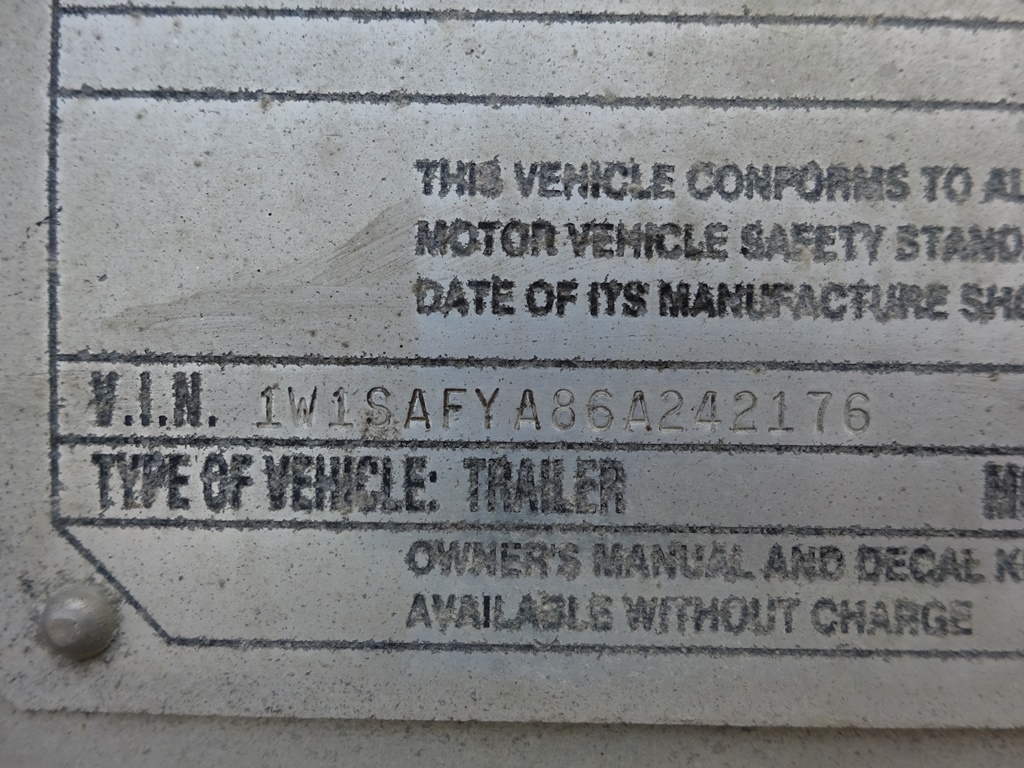 THIS VEHICLE CONFORMS TO AL
MOTOR VEHICLE SAFETY STAND
DATE OF ITS MANUFACTURE SH
V.I.N. 1W1SAFYA86A242176
TYPE OF VEHICLE: TRAILER M
OWNER'S MANUAL AND DECAL K
AVAILABLE WITHOUT CHARGE